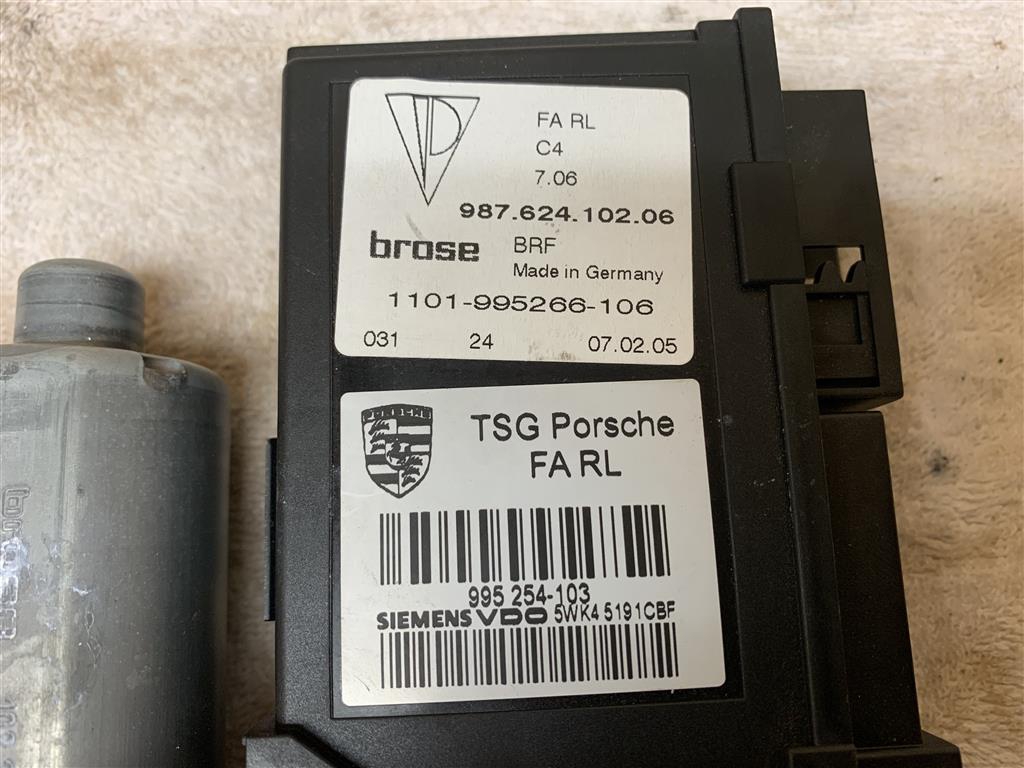 FA RL
C4
7.06
987.624.102.06
brose BRF
Made in Germany
1101-995266-106
031 24 07.02.05
PORSCHE
TSG Porsche
FA RL
995 254-103
SIEMENS VDO 5WK4 5191CBF